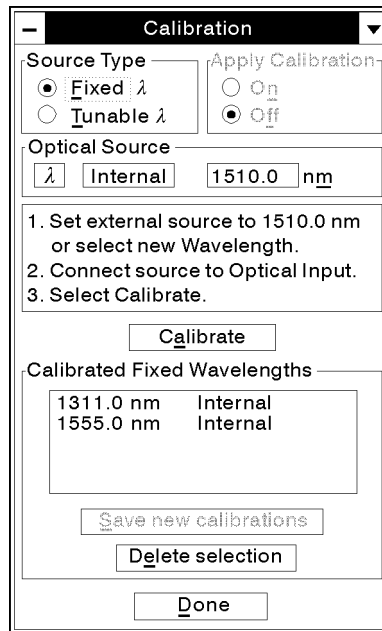 Calibration
Source Type
Apply Calibration
Fixed λ
On
Tunable λ
Off
Optical Source
λ Internal 1510.0 nm
1. Set external source to 1510.0 nm
or select new Wavelength.
2. Connect source to Optical Input.
3. Select Calibrate.
Calibrate
Calibrated Fixed Wavelengths
1311.0 nm Internal
1555.0 nm Internal
Save new calibrations
Delete selection
Done